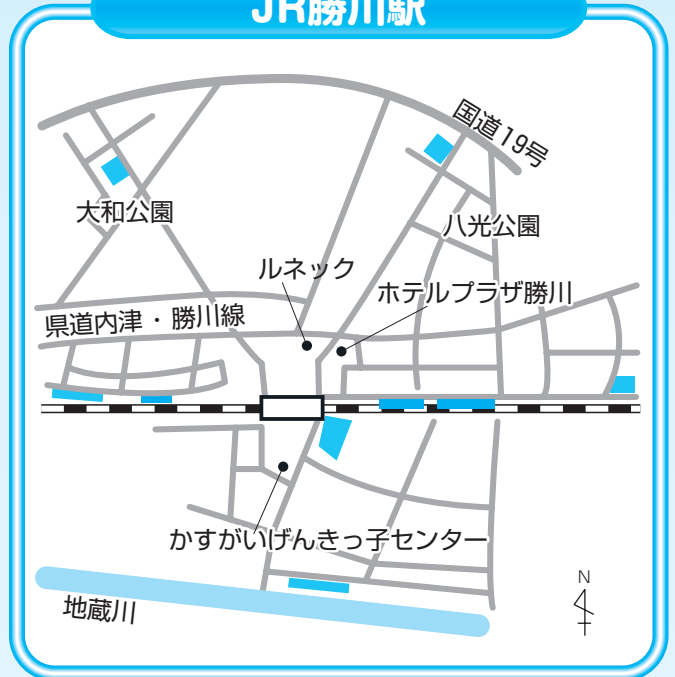 JR勝川駅
国道19号
大和公園
八光公園
ルネック
ホテルプラザ勝川
県道内津・勝川線
かすがいげんきっ子センター
地蔵川
N